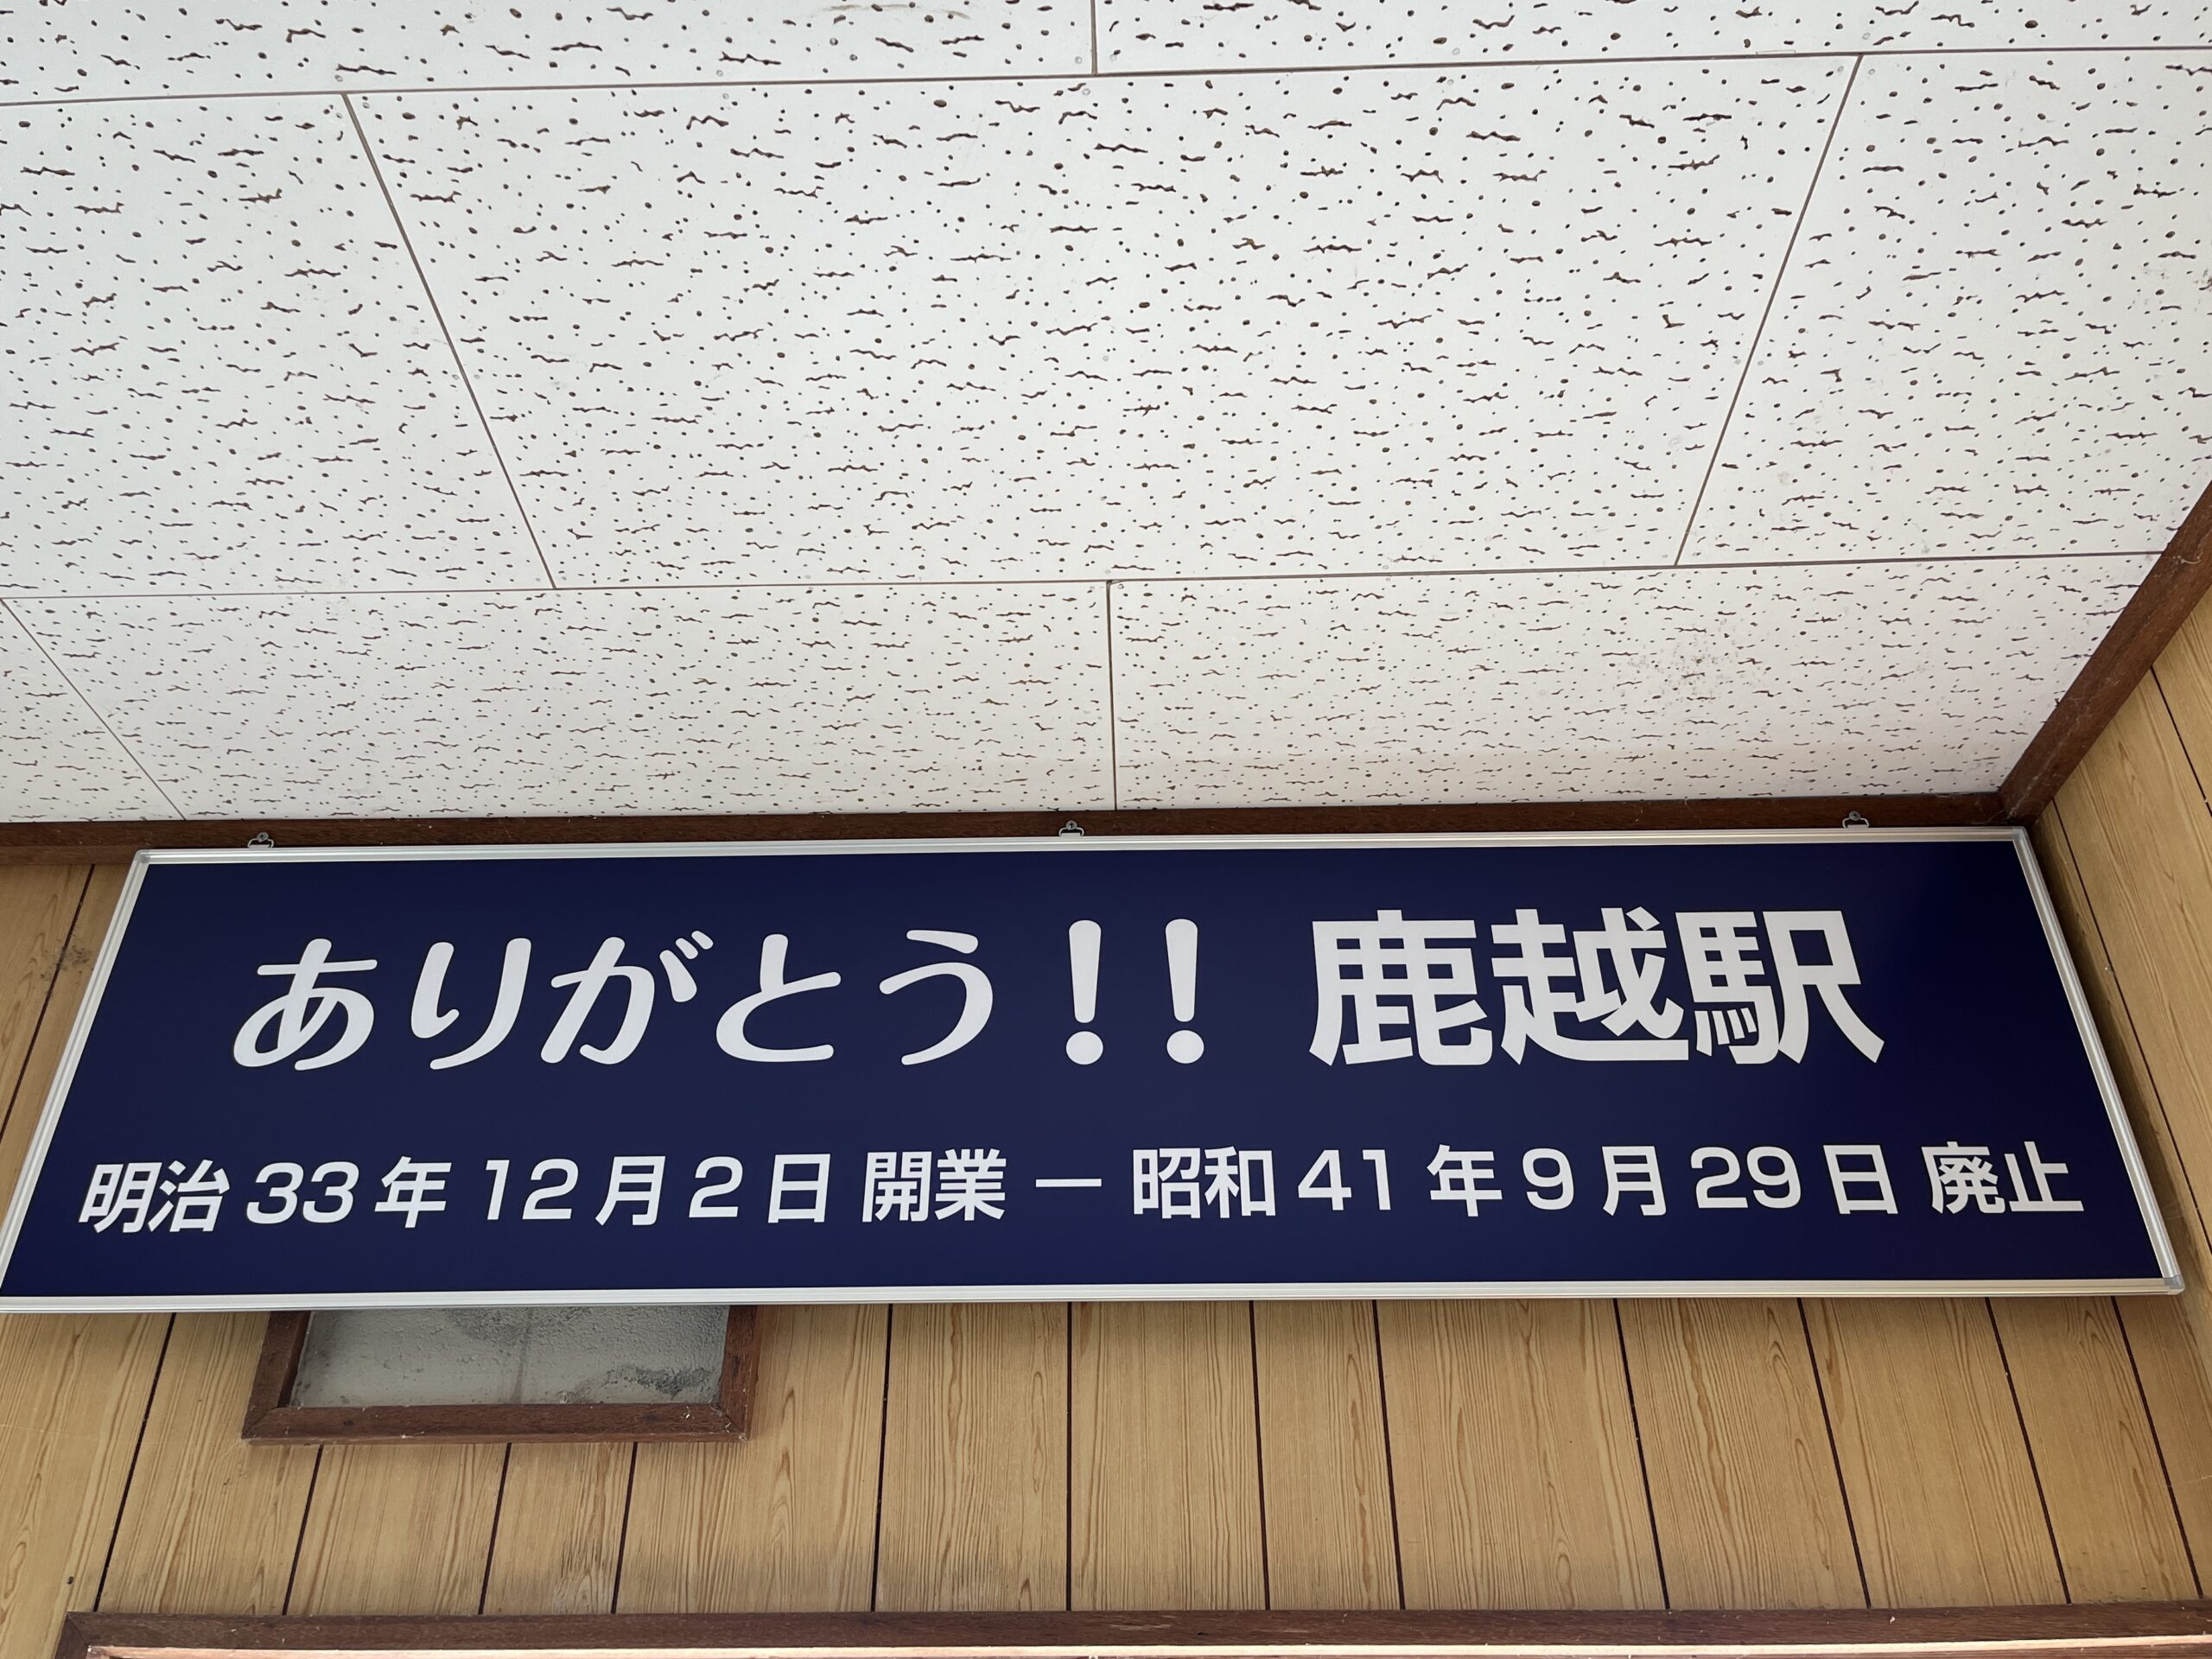 ありがとう!! 鹿越駅
明治33年12月2日 開業 － 昭和41年9月29日 廃止